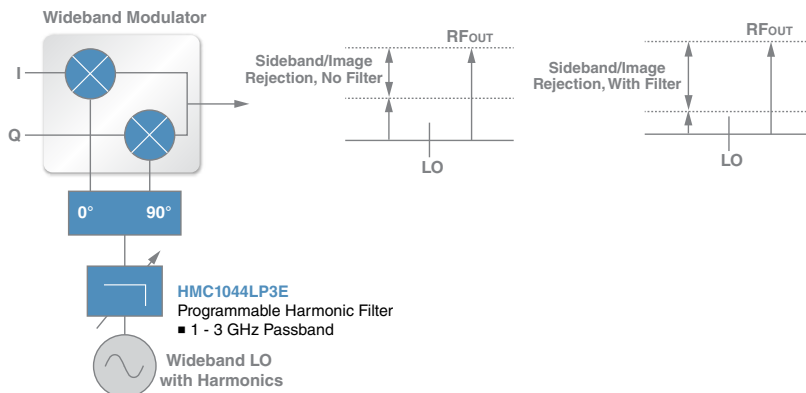 Wideband Modulator
I
Q
0°
90°
HMC1044LP3E
Programmable Harmonic Filter
■ 1 - 3 GHz Passband
Wideband LO
with Harmonics
RFOUT
Sideband/Image
Rejection, No Filter
LO
RFOUT
Sideband/Image
Rejection, With Filter
LO